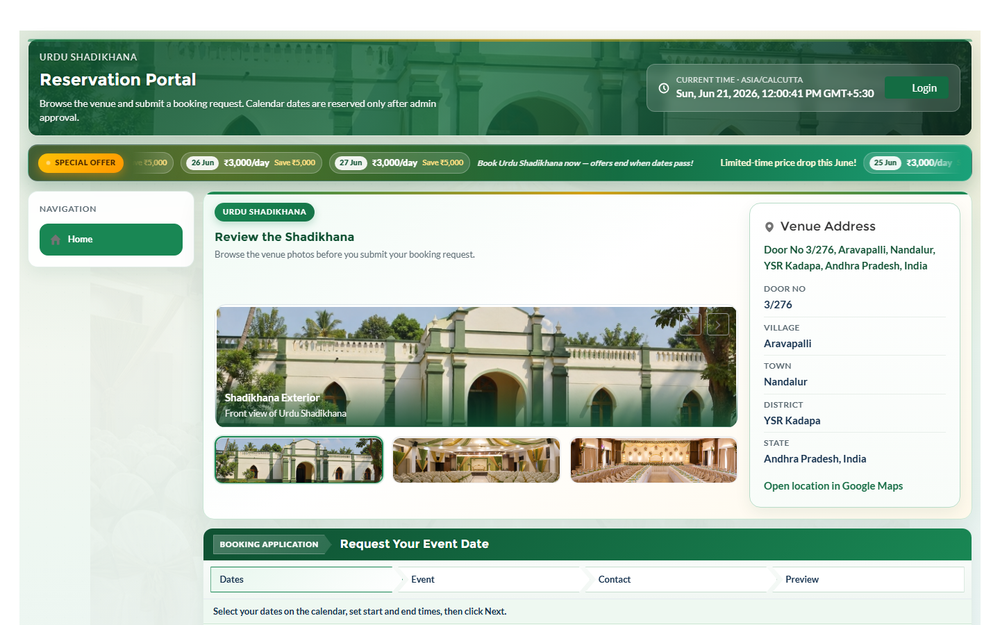 URDU SHADIKHANA
Reservation Portal
Browse the venue and submit a booking request. Calendar dates are reserved only after admin
approval.
CURRENT TIME · ASIA/CALCUTTA
Sun, Jun 21, 2026, 12:00:41 PM GMT+5:30
Login
SPECIAL OFFER
₹5,000
26 Jun ₹3,000/day Save ₹5,000
27 Jun ₹3,000/day Save ₹5,000
Book Urdu Shadikhana now — offers end when dates pass!
Limited-time price drop this June!
25 Jun ₹3,000/day
NAVIGATION
Home
URDU SHADIKHANA
Review the Shadikhana
Browse the venue photos before you submit your booking request.
Shadikhana Exterior
Front view of Urdu Shadikhana
Venue Address
Door No 3/276, Aravapalli, Nandalur,
YSR Kadapa, Andhra Pradesh, India
DOOR NO
3/276
VILLAGE
Aravapalli
TOWN
Nandalur
DISTRICT
YSR Kadapa
STATE
Andhra Pradesh, India
Open location in Google Maps
BOOKING APPLICATION
Request Your Event Date
Dates
Event
Contact
Preview
Select your dates on the calendar, set start and end times, then click Next.